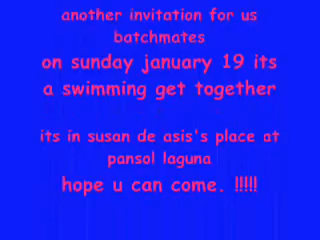 another invitation for us
batchmates
on sunday january 19 its
a swimming get together
its in susan de asis's place at
pansol laguna
hope u can come. !!!!!